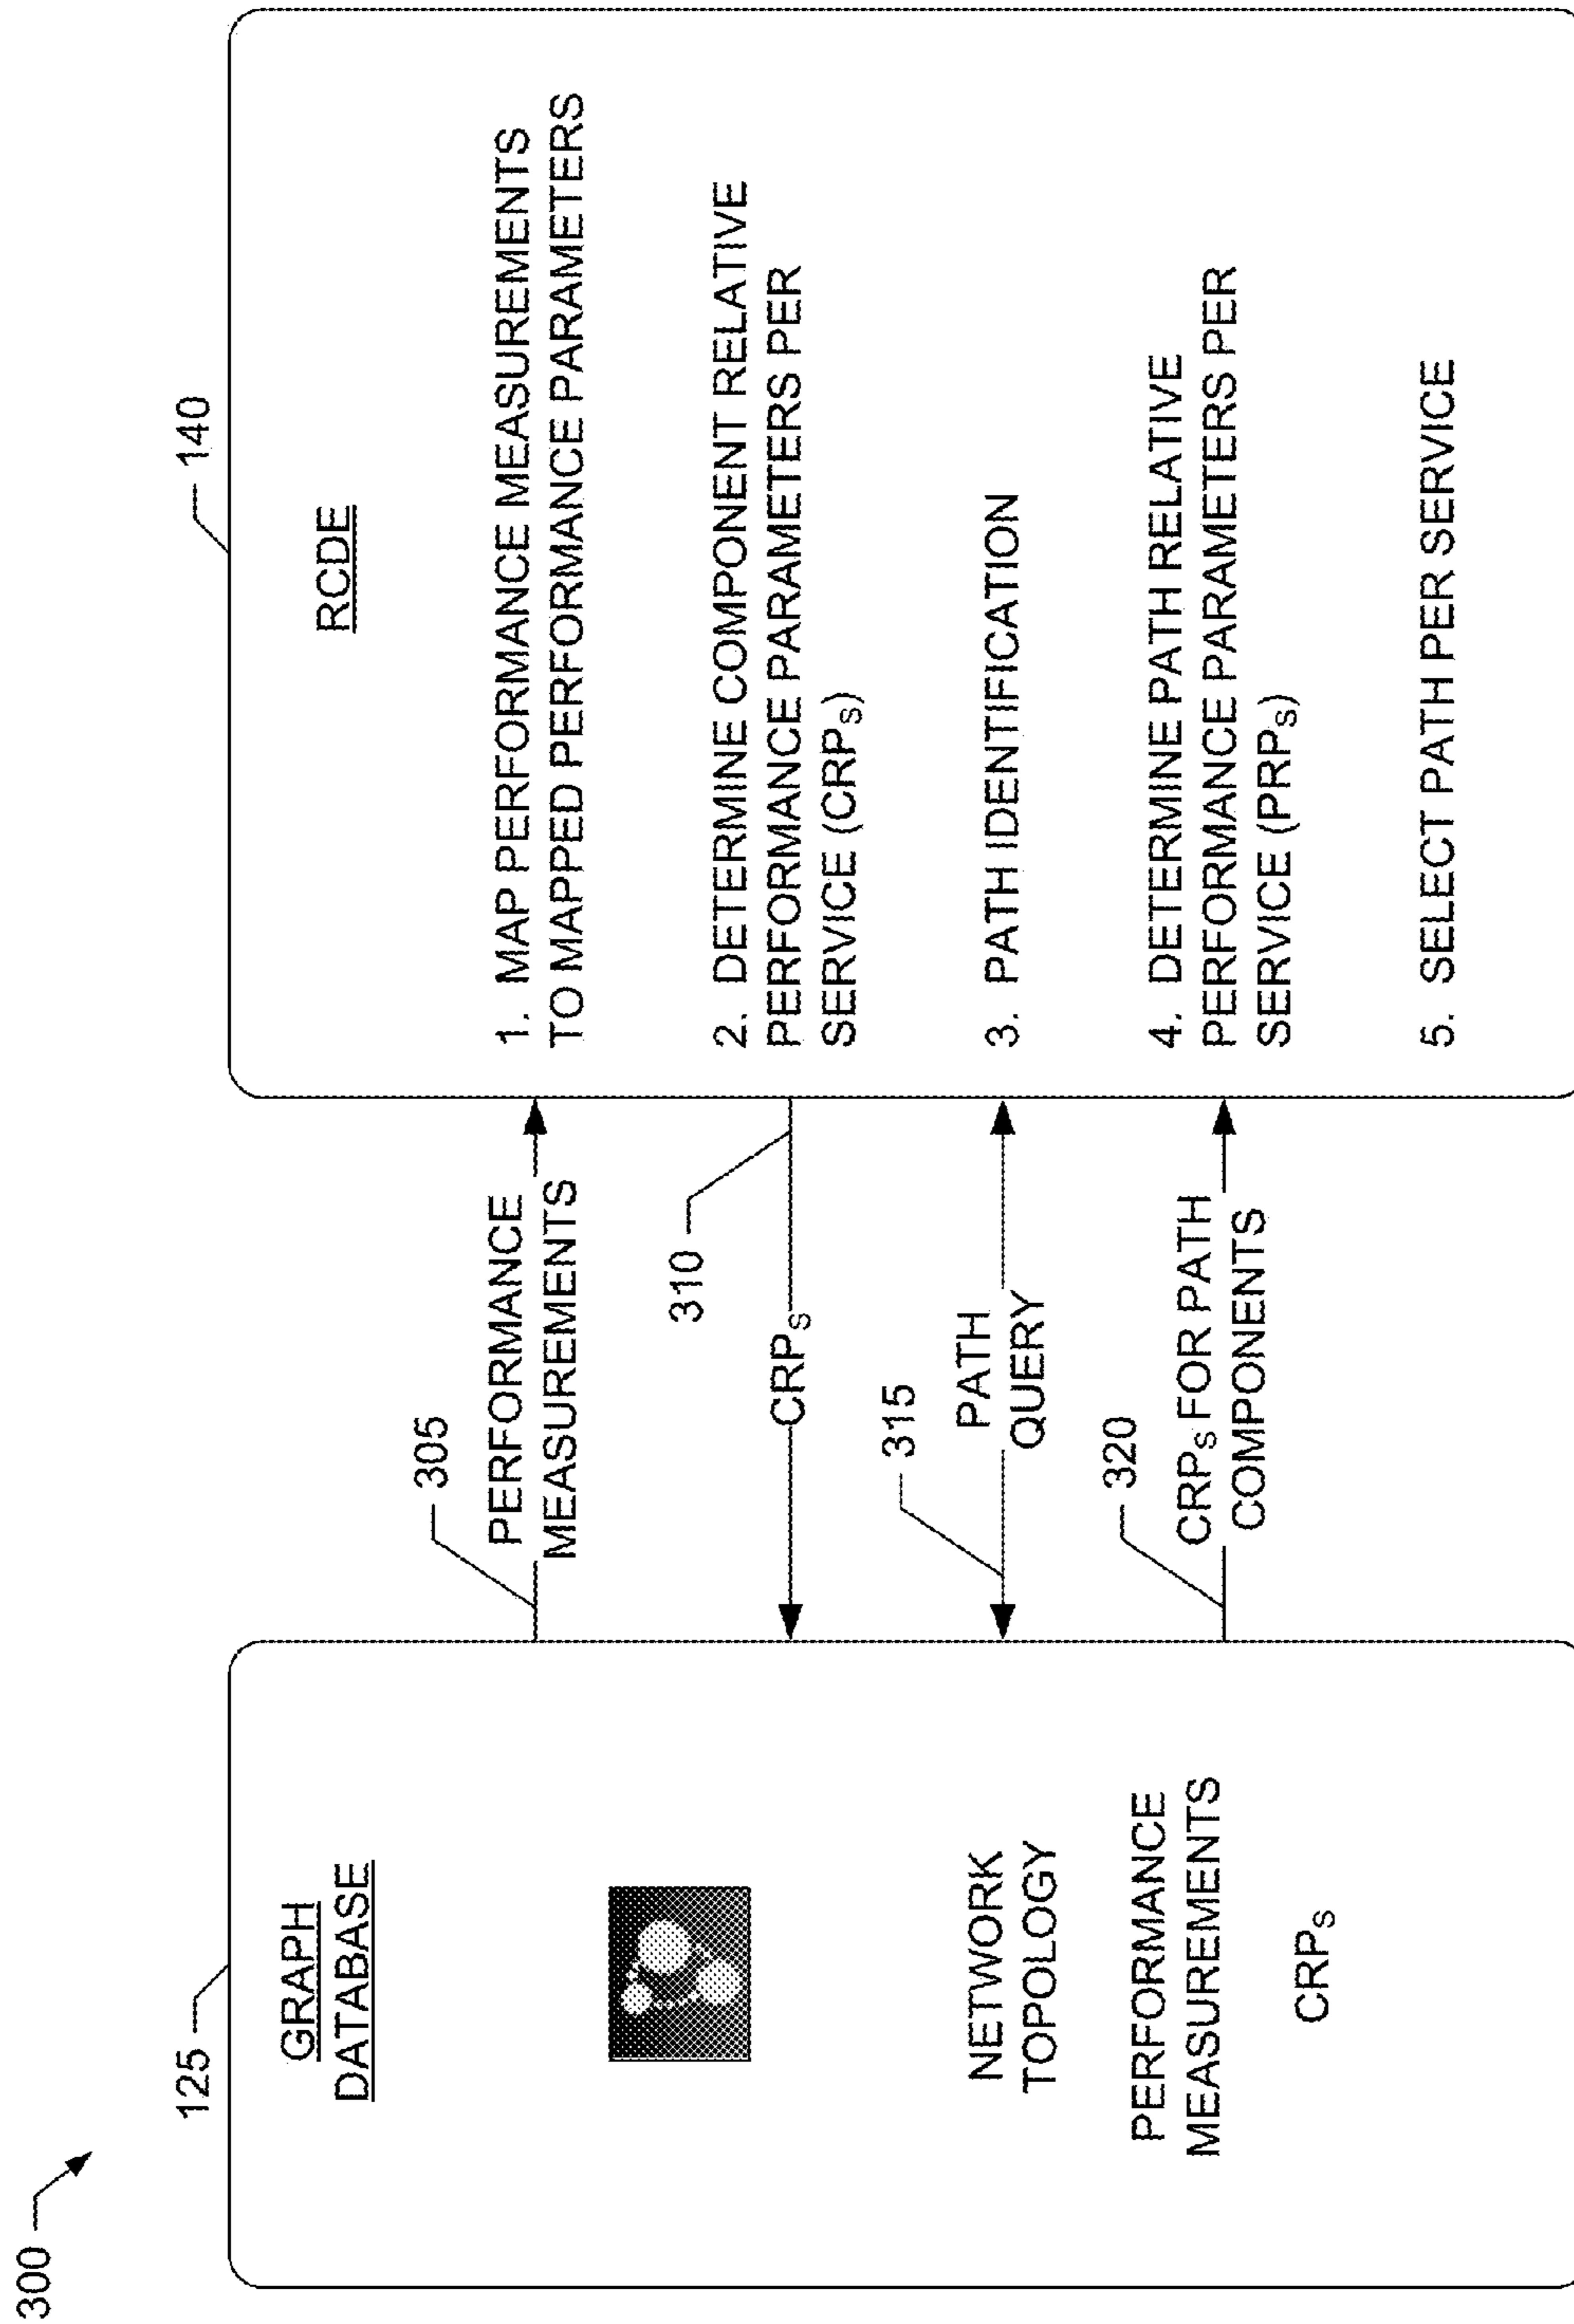 300
125
GRAPH
DATABASE
NETWORK
TOPOLOGY
PERFORMANCE
MEASUREMENTS
CRPS
305
PERFORMANCE
MEASUREMENTS
310
CRPS
315
PATH
QUERY
320
CRPS FOR PATH
COMPONENTS
140
RCDE
1. MAP PERFORMANCE MEASUREMENTS
TO MAPPED PERFORMANCE PARAMETERS
2. DETERMINE COMPONENT RELATIVE
PERFORMANCE PARAMETERS PER
SERVICE (CRPS)
3. PATH IDENTIFICATION
4. DETERMINE PATH RELATIVE
PERFORMANCE PARAMETERS PER
SERVICE (PRPS)
5. SELECT PATH PER SERVICE